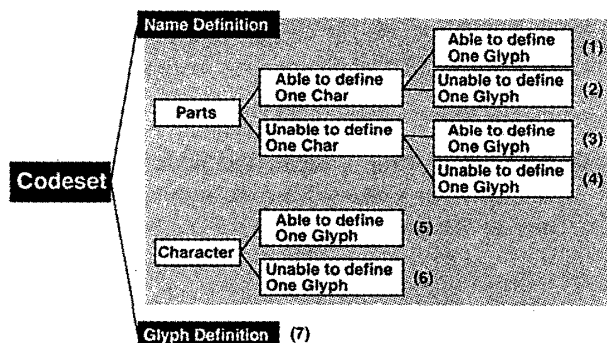 Name Definition
Able to define
One Glyph
(1)
Able to define
One Char
Unable to define
One Glyph
(2)
Parts
Unable to define
One Char
Able to define
One Glyph
(3)
Unable to define
One Glyph
(4)
Codeset
Able to define
One Glyph
(5)
Character
Unable to define
One Glyph
(6)
Glyph Definition (7)